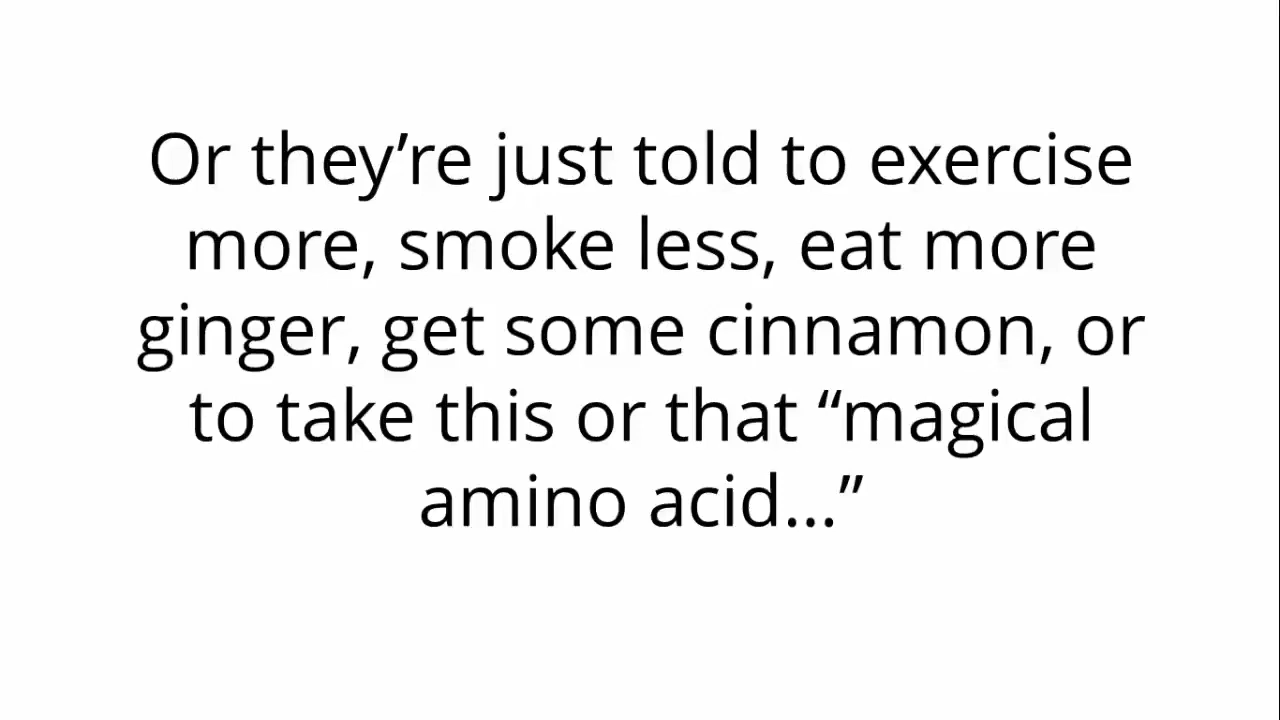 Or they’re just told to exercise
more, smoke less, eat more
ginger, get some cinnamon, or
to take this or that “magical
amino acid...”